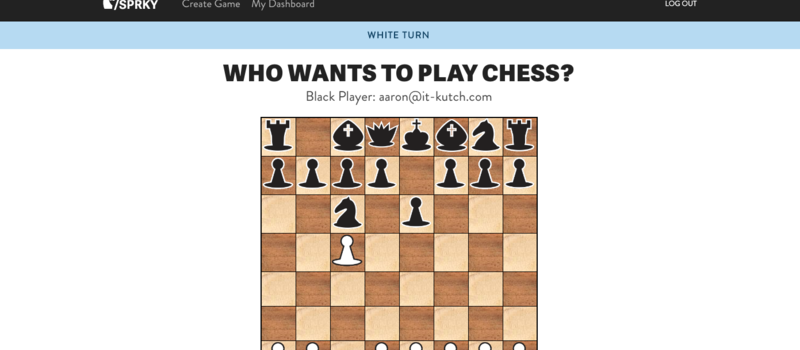 /SPRKY Create Game My Dashboard LOG OUT
WHITE TURN
WHO WANTS TO PLAY CHESS?
Black Player: aaron@it-kutch.com